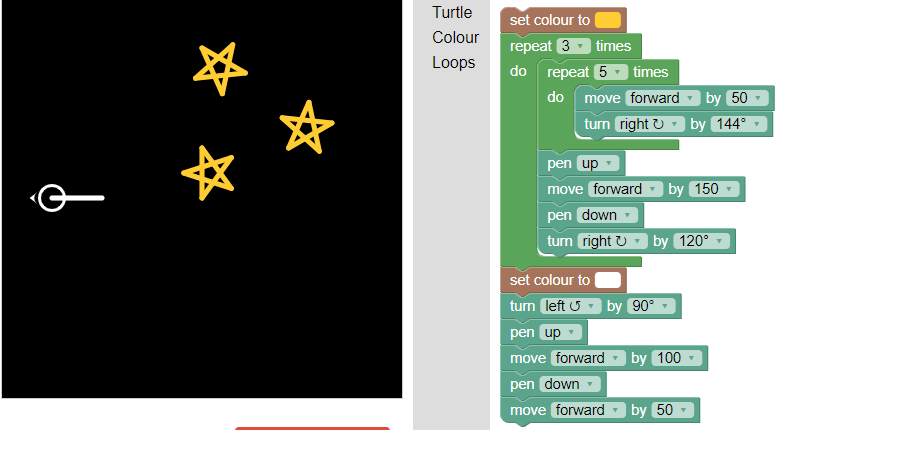 Turtle
Colour
Loops
set colour to
repeat 3 times
do repeat 5 times
do move forward by 50
turn right ↻ by 144°
pen up
move forward by 150
pen down
turn right ↻ by 120°
set colour to
turn left ↺ by 90°
pen up
move forward by 100
pen down
move forward by 50